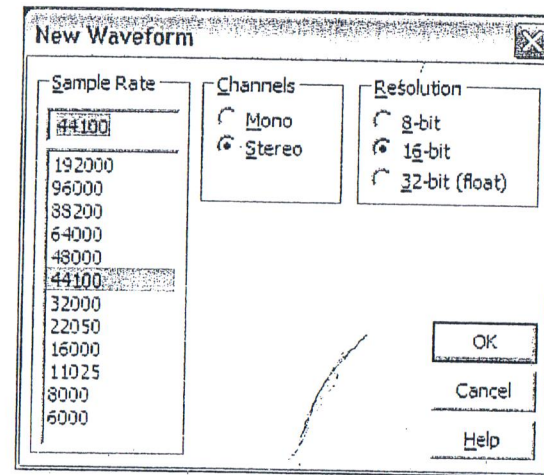 New Waveform
Sample Rate
44100
192000
96000
88200
64000
48000
44100
32000
22050
16000
11025
8000
6000
Channels
Mono
Stereo
Resolution
8-bit
16-bit
32-bit (float)
OK
Cancel
Help